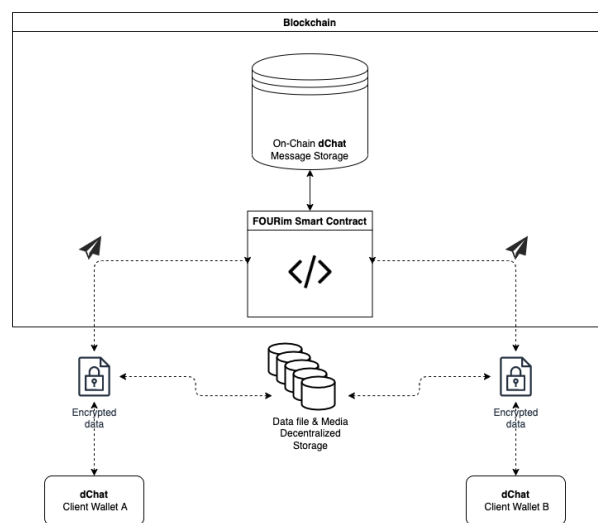 Blockchain
On-Chain dChat
Message Storage
FOURim Smart Contract
</>
Encrypted
data
Data file & Media
Decentralized
Storage
Encrypted
data
dChat
Client Wallet A
dChat
Client Wallet B